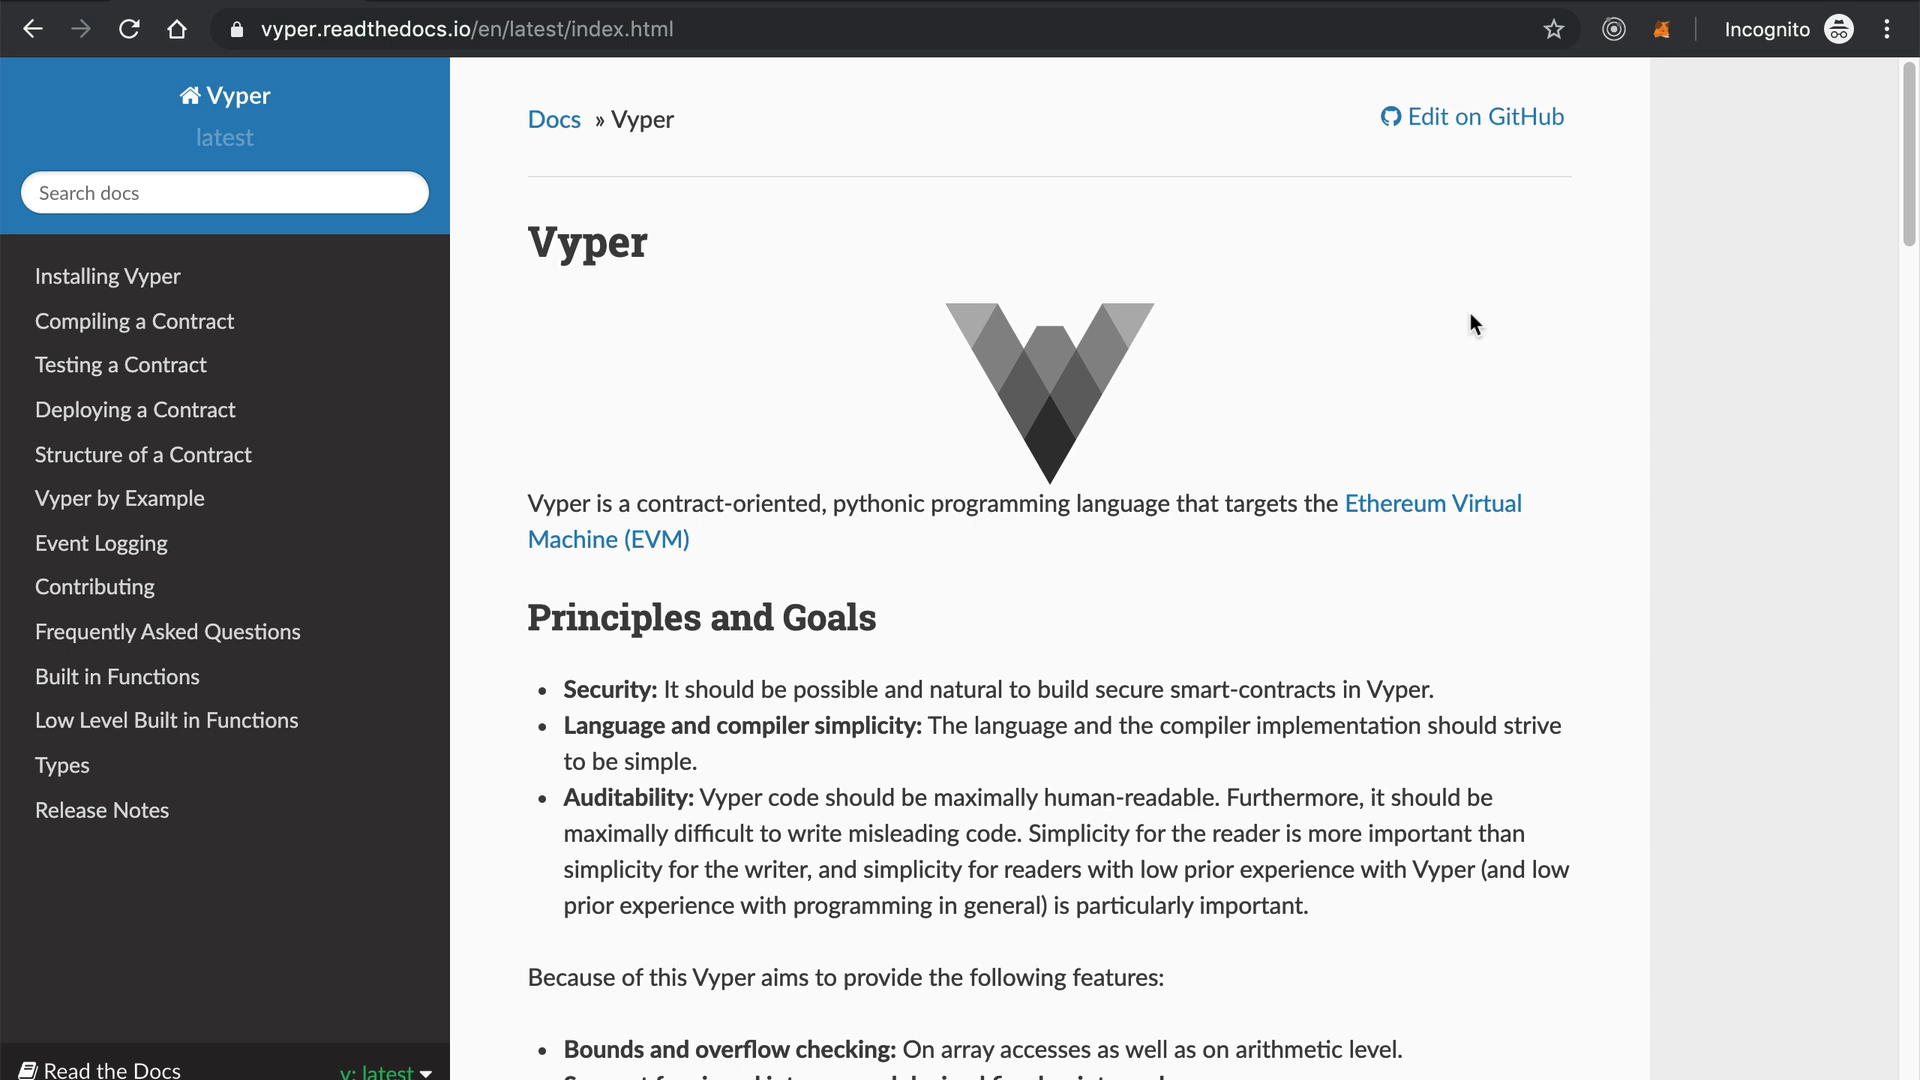 vyper.readthedocs.io/en/latest/index.html
Incognito
Vyper
latest
Search docs
Installing Vyper
Compiling a Contract
Testing a Contract
Deploying a Contract
Structure of a Contract
Vyper by Example
Event Logging
Contributing
Frequently Asked Questions
Built in Functions
Low Level Built in Functions
Types
Release Notes
Read the Docs
v: latest
Docs » Vyper
Edit on GitHub
Vyper
Vyper is a contract-oriented, pythonic programming language that targets the Ethereum Virtual
Machine (EVM)
Principles and Goals
• Security: It should be possible and natural to build secure smart-contracts in Vyper.
• Language and compiler simplicity: The language and the compiler implementation should strive
to be simple.
• Auditability: Vyper code should be maximally human-readable. Furthermore, it should be
maximally difficult to write misleading code. Simplicity for the reader is more important than
simplicity for the writer, and simplicity for readers with low prior experience with Vyper (and low
prior experience with programming in general) is particularly important.
Because of this Vyper aims to provide the following features:
• Bounds and overflow checking: On array accesses as well as on arithmetic level.